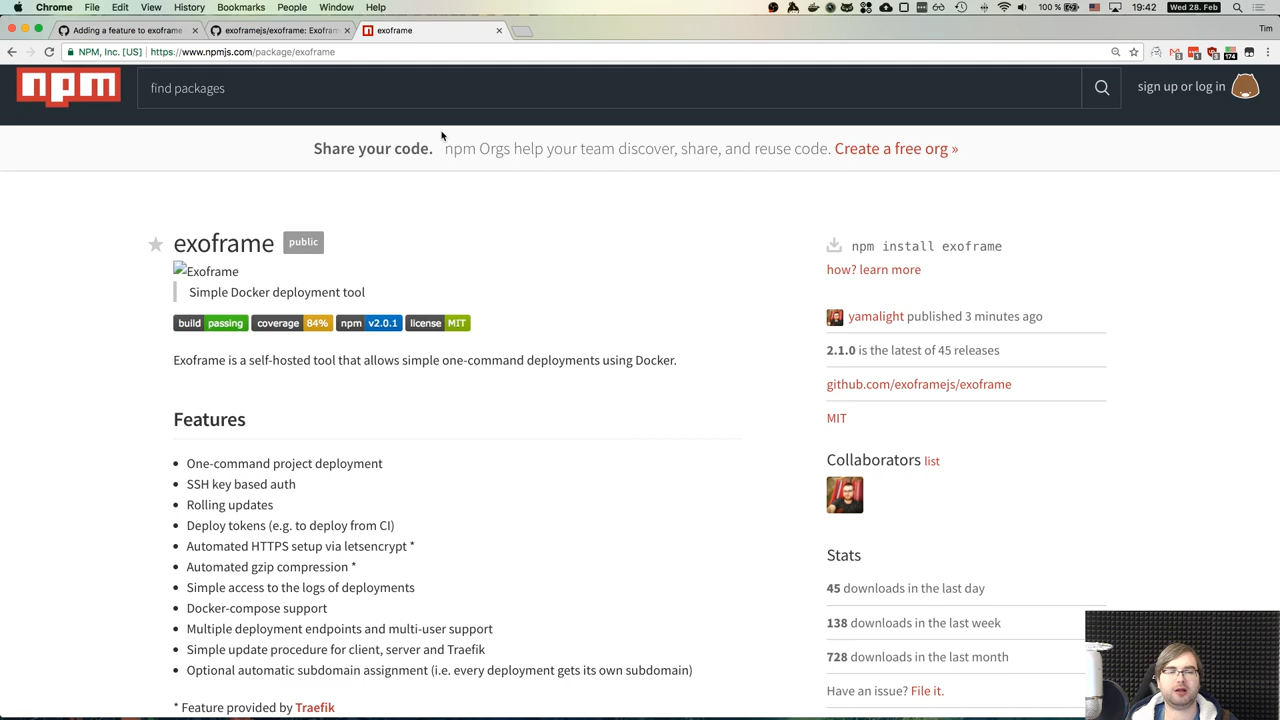 Chrome File Edit View History Bookmarks People Window Help 100 % 19:42 Wed 28. Feb
Adding a feature to exoframe
exoframejs/exoframe: Exofram
exoframe
Tim
NPM, Inc. [US] https://www.npmjs.com/package/exoframe
npm
find packages
sign up or log in
Share your code. npm Orgs help your team discover, share, and reuse code. Create a free org »
exoframe public
Exoframe
Simple Docker deployment tool
build passing coverage 84% npm v2.0.1 license MIT
Exoframe is a self-hosted tool that allows simple one-command deployments using Docker.
Features
One-command project deployment
SSH key based auth
Rolling updates
Deploy tokens (e.g. to deploy from CI)
Automated HTTPS setup via letsencrypt *
Automated gzip compression *
Simple access to the logs of deployments
Docker-compose support
Multiple deployment endpoints and multi-user support
Simple update procedure for client, server and Traefik
Optional automatic subdomain assignment (i.e. every deployment gets its own subdomain)
* Feature provided by Traefik
npm install exoframe
how? learn more
yamalight published 3 minutes ago
2.1.0 is the latest of 45 releases
github.com/exoframejs/exoframe
MIT
Collaborators list
Stats
45 downloads in the last day
138 downloads in the last week
728 downloads in the last month
Have an issue? File it.